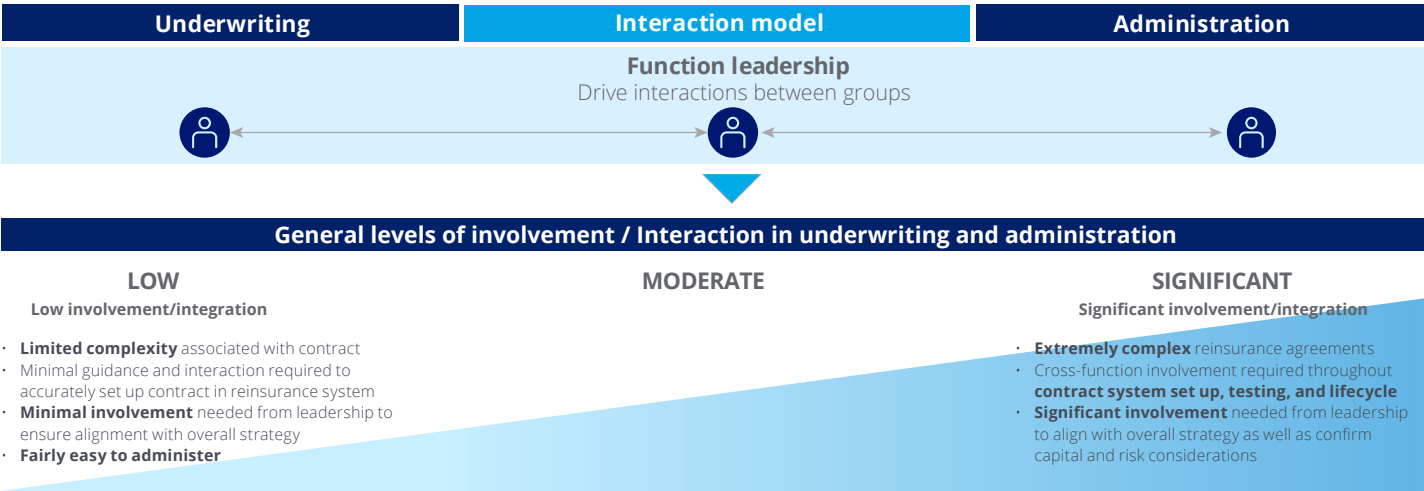 Underwriting
Interaction model
Administration
Function leadership
Drive interactions between groups
General levels of involvement / Interaction in underwriting and administration
LOW
Low involvement/integration
· Limited complexity associated with contract
· Minimal guidance and interaction required to
accurately set up contract in reinsurance system
· Minimal involvement needed from leadership to
ensure alignment with overall strategy
· Fairly easy to administer
MODERATE
SIGNIFICANT
Significant involvement/integration
· Extremely complex reinsurance agreements
· Cross-function involvement required throughout
contract system set up, testing, and lifecycle
· Significant involvement needed from leadership
to align with overall strategy as well as confirm
capital and risk considerations